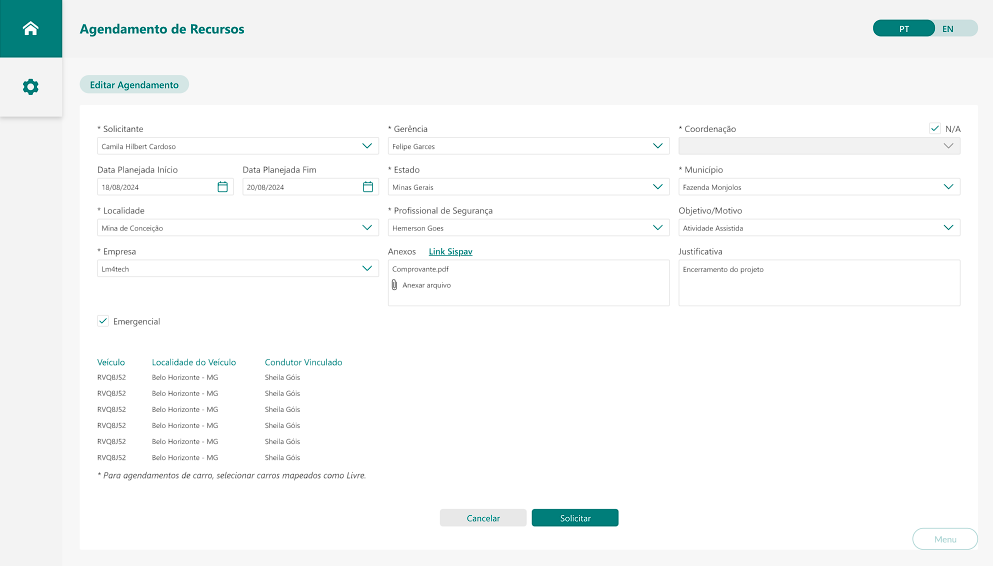 Agendamento de Recursos
PT EN
Editar Agendamento
* Solicitante
Camila Hilbert Cardoso
* Gerência
Felipe Garces
* Coordenação
N/A
Data Planejada Início
18/08/2024
Data Planejada Fim
20/08/2024
* Estado
Minas Gerais
* Município
Fazenda Monjolos
* Localidade
Mina de Conceição
* Profissional de Segurança
Hemerson Goes
Objetivo/Motivo
Atividade Assistida
* Empresa
Lm4tech
Anexos Link Sispav
Comprovante.pdf
Anexar arquivo
Justificativa
Encerramento do projeto
Emergencial
Veículo Localidade do Veículo Condutor Vinculado
RVQ8J52 Belo Horizonte - MG Sheila Góis
RVQ8J52 Belo Horizonte - MG Sheila Góis
RVQ8J52 Belo Horizonte - MG Sheila Góis
RVQ8J52 Belo Horizonte - MG Sheila Góis
RVQ8J52 Belo Horizonte - MG Sheila Góis
RVQ8J52 Belo Horizonte - MG Sheila Góis
* Para agendamentos de carro, selecionar carros mapeados como Livre.
Cancelar Solicitar
Menu